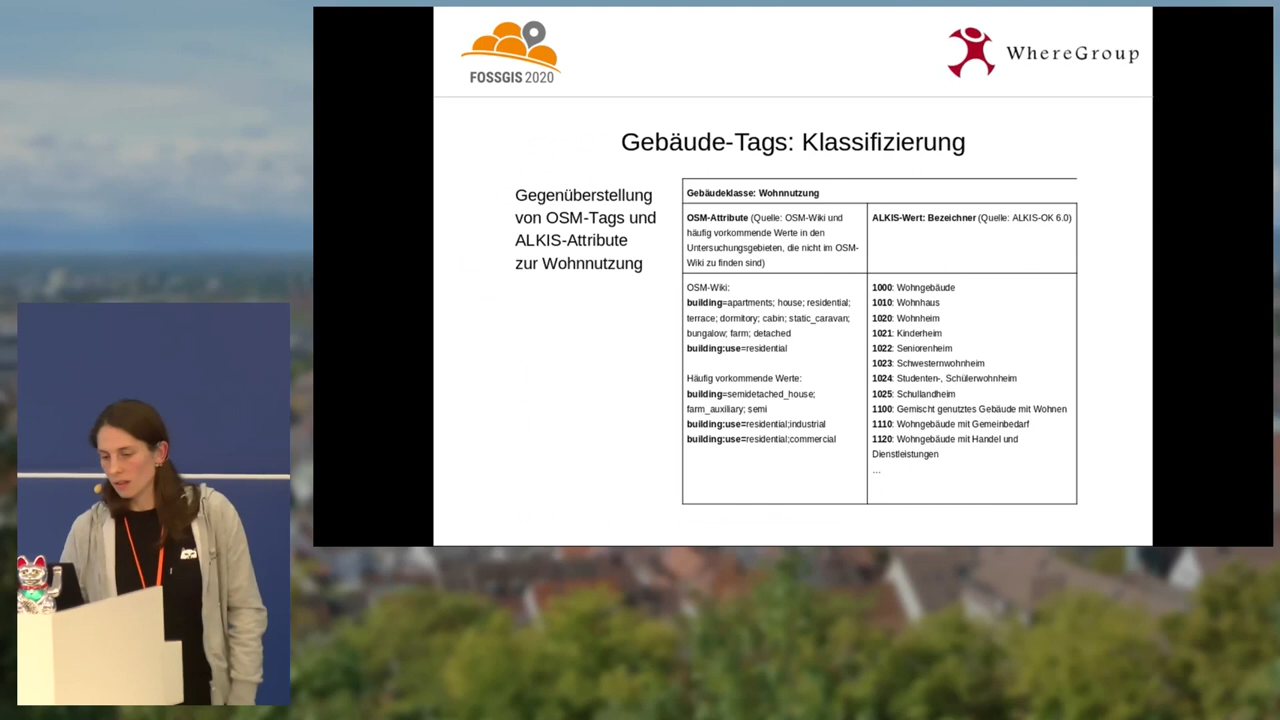 FOSSGIS 2020
WhereGroup
Gebäude-Tags: Klassifizierung
Gegenüberstellung
von OSM-Tags und
ALKIS-Attribute
zur Wohnnutzung
Gebäudeklasse: Wohnnutzung
OSM-Attribute (Quelle: OSM-Wiki und
häufig vorkommende Werte in den
Untersuchungsgebieten, die nicht im OSM-
Wiki zu finden sind)
ALKIS-Wert: Bezeichner (Quelle: ALKIS-OK 6.0)
OSM-Wiki:
building=apartments; house; residential;
terrace; dormitory; cabin; static_caravan;
bungalow; farm; detached
building:use=residential
Häufig vorkommende Werte:
building=semidetached_house;
farm_auxiliary; semi
building:use=residential;industrial
building:use=residential;commercial
1000: Wohngebäude
1010: Wohnhaus
1020: Wohnheim
1021: Kinderheim
1022: Seniorenheim
1023: Schwesternwohnheim
1024: Studenten-, Schülerwohnheim
1025: Schullandheim
1100: Gemischt genutztes Gebäude mit Wohnen
1110: Wohngebäude mit Gemeinbedarf
1120: Wohngebäude mit Handel und
Dienstleistungen
...